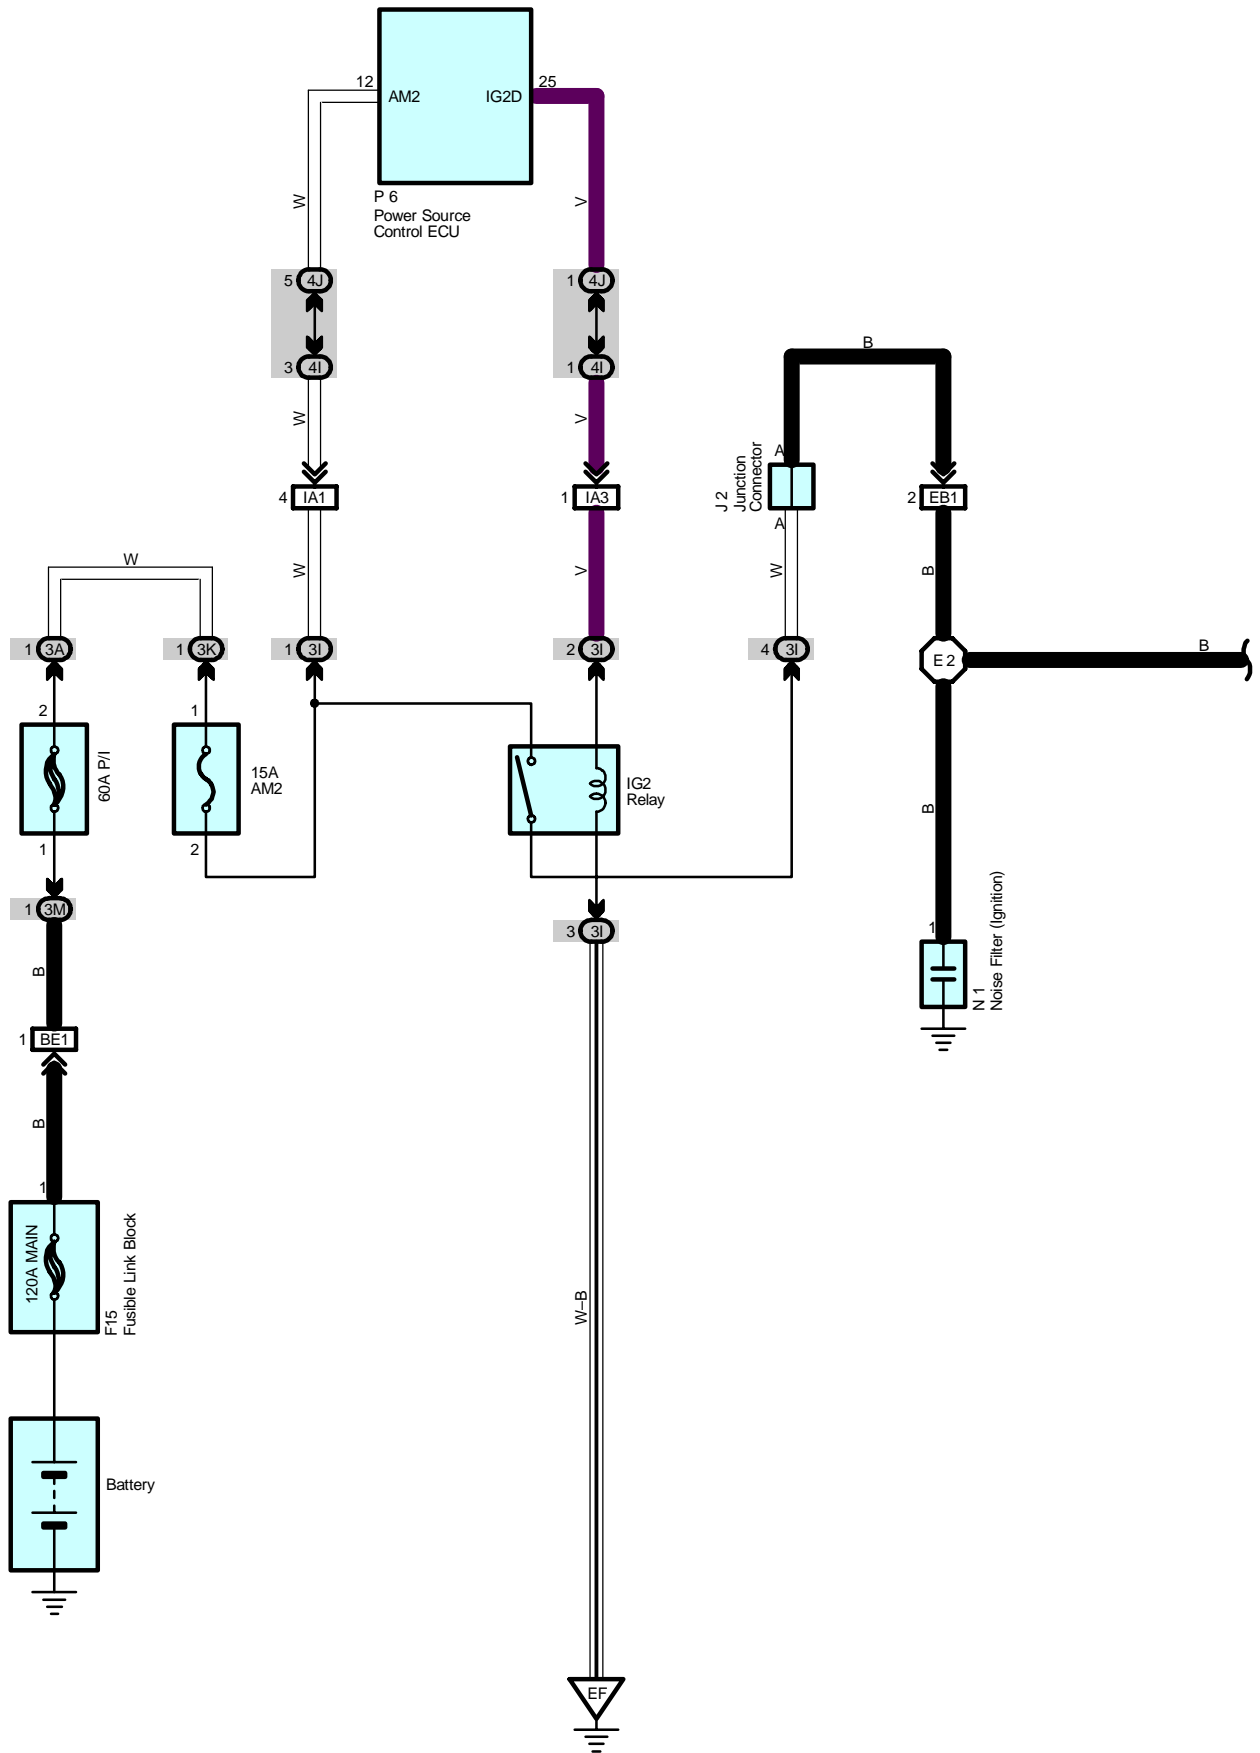 12
AM2
IG2D
25
P 6
Power Source
Control ECU
W
V
5
4J
1
4J
3
4I
1
4I
B
W
V
A
J 2
Junction
Connector
4
IA1
1
IA3
2
EB1
A
W
W
V
W
B
1
3A
1
3K
1
3I
2
3I
4
3I
E 2
B
2
60A P/I
1
1
15A
AM2
2
IG2
Relay
B
1
3M
3
3I
1
N 1
Noise Filter (Ignition)
B
1
BE1
B
1
120A MAIN
F15
Fusible Link Block
W–B
Battery
EF